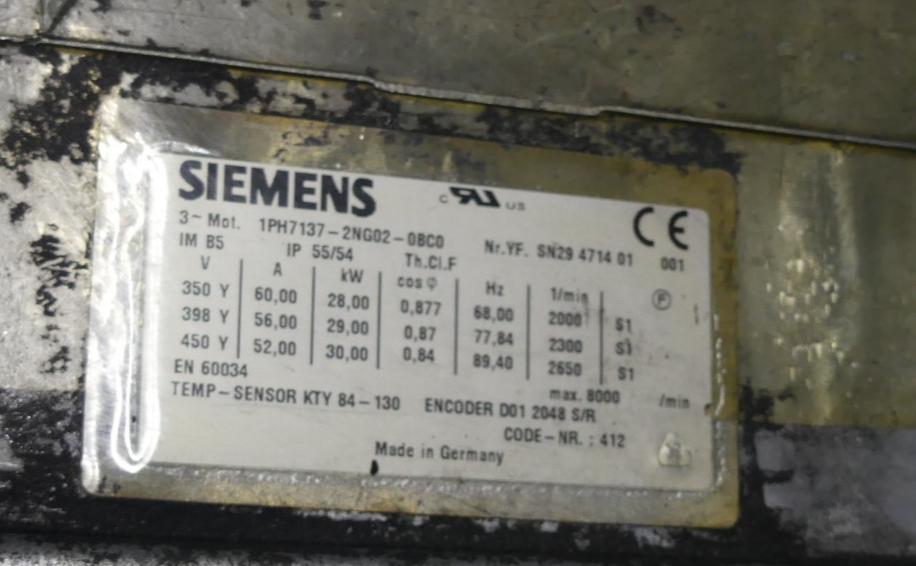 SIEMENS
c RU US
CE
3~ Mot. 1PH7137-2NG02-0BC0 Nr.YF. SN29 4714 01 001
IM B5 IP 55/54 Th.Cl.F
V A kW cos φ Hz 1/min F
350 Y 60,00 28,00 0,877 68,00 2000 S1
398 Y 56,00 29,00 0,87 77,84 2300 S1
450 Y 52,00 30,00 0,84 89,40 2650 S1
EN 60034 max. 8000 /min
TEMP-SENSOR KTY 84-130 ENCODER D01 2048 S/R
CODE-NR. : 412
Made in Germany